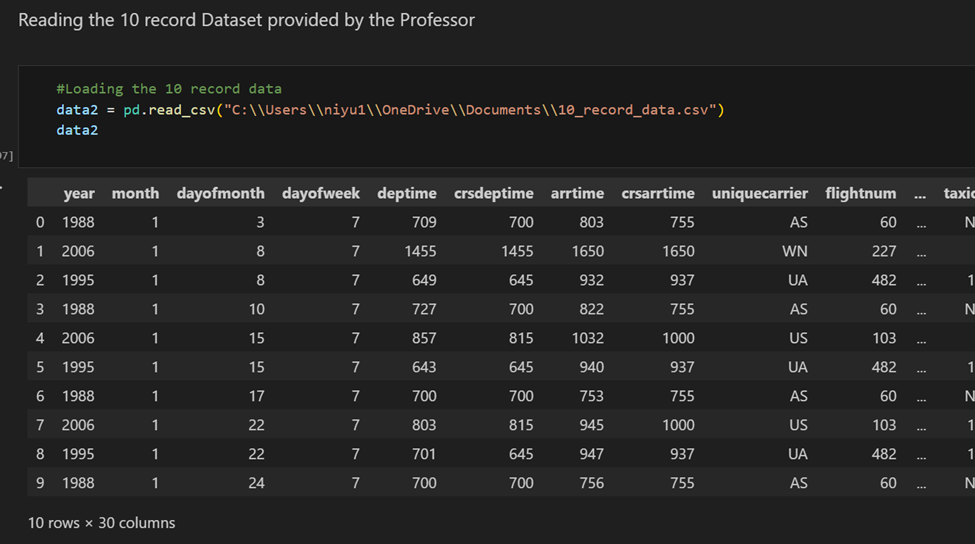 Reading the 10 record Dataset provided by the Professor
#Loading the 10 record data
data2 = pd.read_csv("C:\\Users\\niyu1\\OneDrive\\Documents\\10_record_data.csv")
data2
97]
year month dayofmonth dayofweek deptime crsdeptime arrtime crsarrtime uniquecarrier flightnum ...
0 1988 1 3 7 709 700 803 755 AS 60 ... N
1 2006 1 8 7 1455 1455 1650 1650 WN 227 ...
2 1995 1 8 7 649 645 932 937 UA 482 ... 1
3 1988 1 10 7 727 700 822 755 AS 60 ... N
4 2006 1 15 7 857 815 1032 1000 US 103 ...
5 1995 1 15 7 643 645 940 937 UA 482 ... 1
6 1988 1 17 7 700 700 753 755 AS 60 ... N
7 2006 1 22 7 803 815 945 1000 US 103 ... 1
8 1995 1 22 7 701 645 947 937 UA 482 ... 1
9 1988 1 24 7 700 700 756 755 AS 60 ... N
10 rows × 30 columns